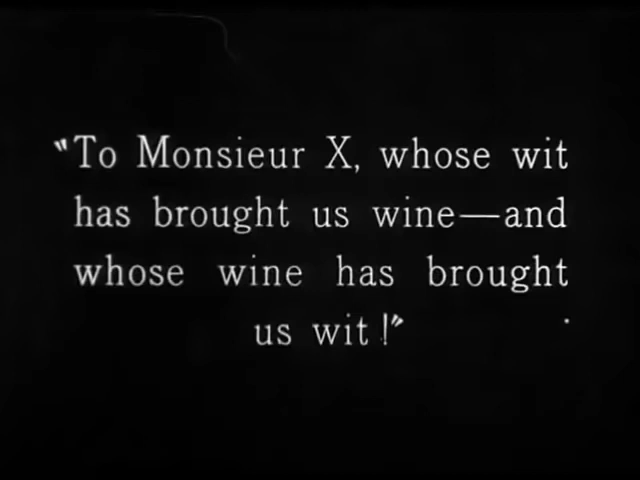 "To Monsieur X, whose wit
has brought us wine—and
whose wine has brought
us wit!"